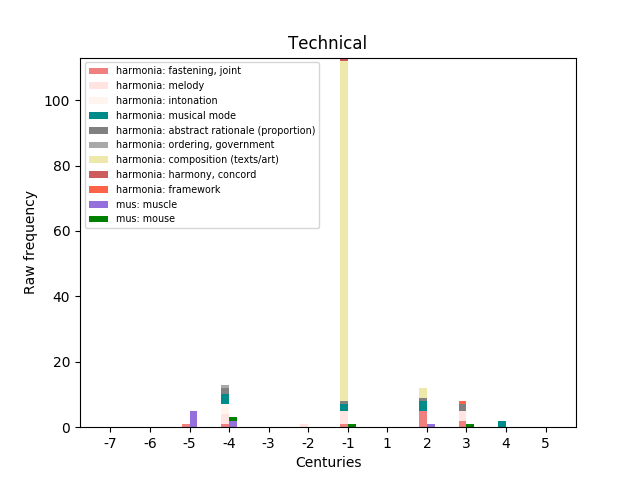 Technical
harmonia: fastening, joint
harmonia: melody
harmonia: intonation
harmonia: musical mode
harmonia: abstract rationale (proportion)
harmonia: ordering, government
harmonia: composition (texts/art)
harmonia: harmony, concord
harmonia: framework
mus: muscle
mus: mouse
Raw frequency
100
80
60
40
20
0
-7 -6 -5 -4 -3 -2 -1 1 2 3 4 5
Centuries